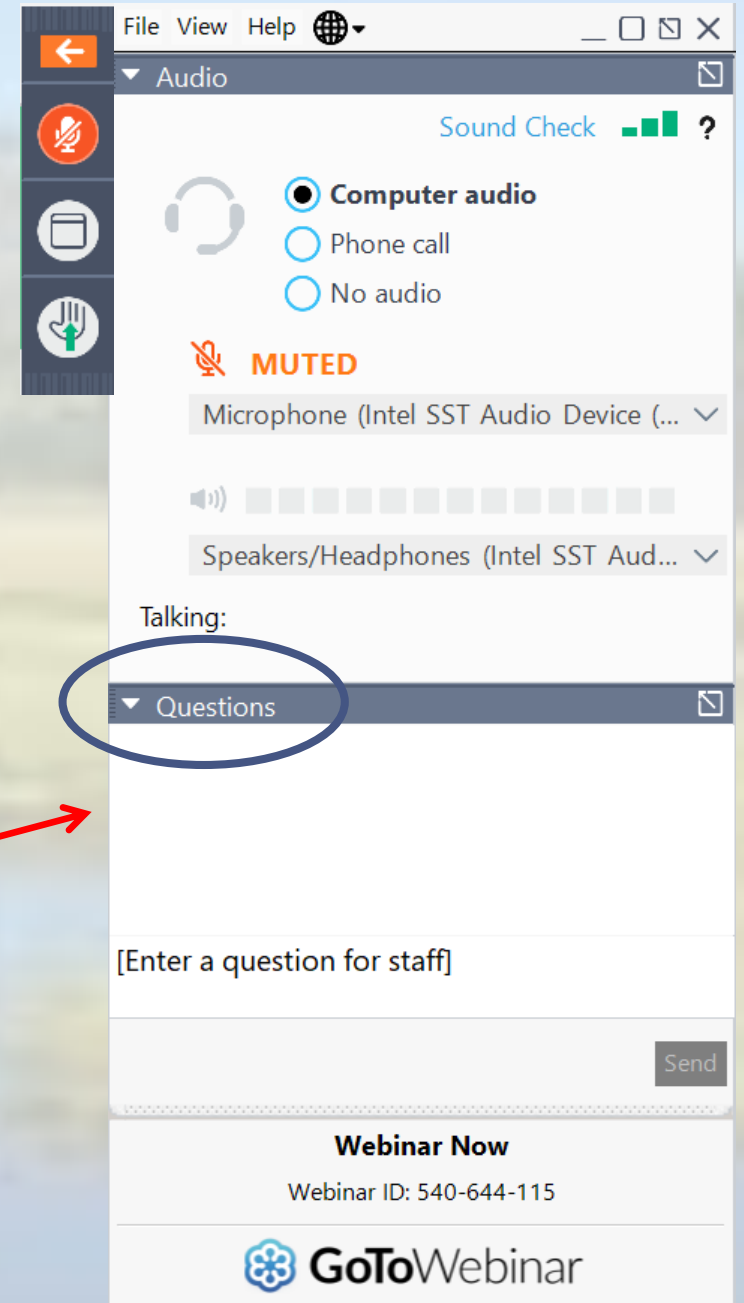 File View Help
Audio
Sound Check ?
Computer audio
Phone call
No audio
MUTED
Microphone (Intel SST Audio Device (...
Speakers/Headphones (Intel SST Aud...
Talking:
Questions
[Enter a question for staff]
Send
Webinar Now
Webinar ID: 540-644-115
GoToWebinar